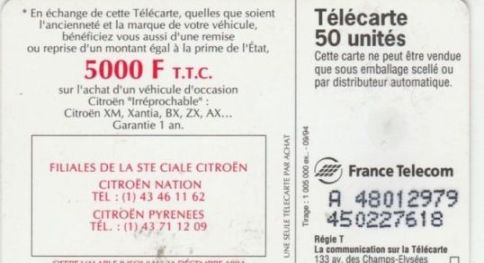 * En échange de cette Télécarte, quelles que soient
l'ancienneté et la marque de votre véhicule,
bénéficiez vous aussi d'une remise
ou reprise d'un montant égal à la prime de l'État,
5000 F T.T.C.
sur l'achat d'un véhicule d'occasion
Citroën "Irréprochable" :
Citroën XM, Xantia, BX, ZX, AX...
Garantie 1 an.
FILIALES DE LA STE CIALE CITROËN
CITROËN NATION
TÉL : (1) 43 46 11 62
CITROËN PYRENEES
TÉL. : (1) 43 71 12 09
UNE SEULE TELECARTE PAR ACHAT
Tirage : 1 005 000 ex. - 09/94
Télécarte
50 unités
Cette carte ne peut être vendue
que sous emballage scellé ou
par distributeur automatique.
France Telecom
A 48012979
450227618
Régie T
La communication sur la Télécarte
133 av. des Champs-Elysées